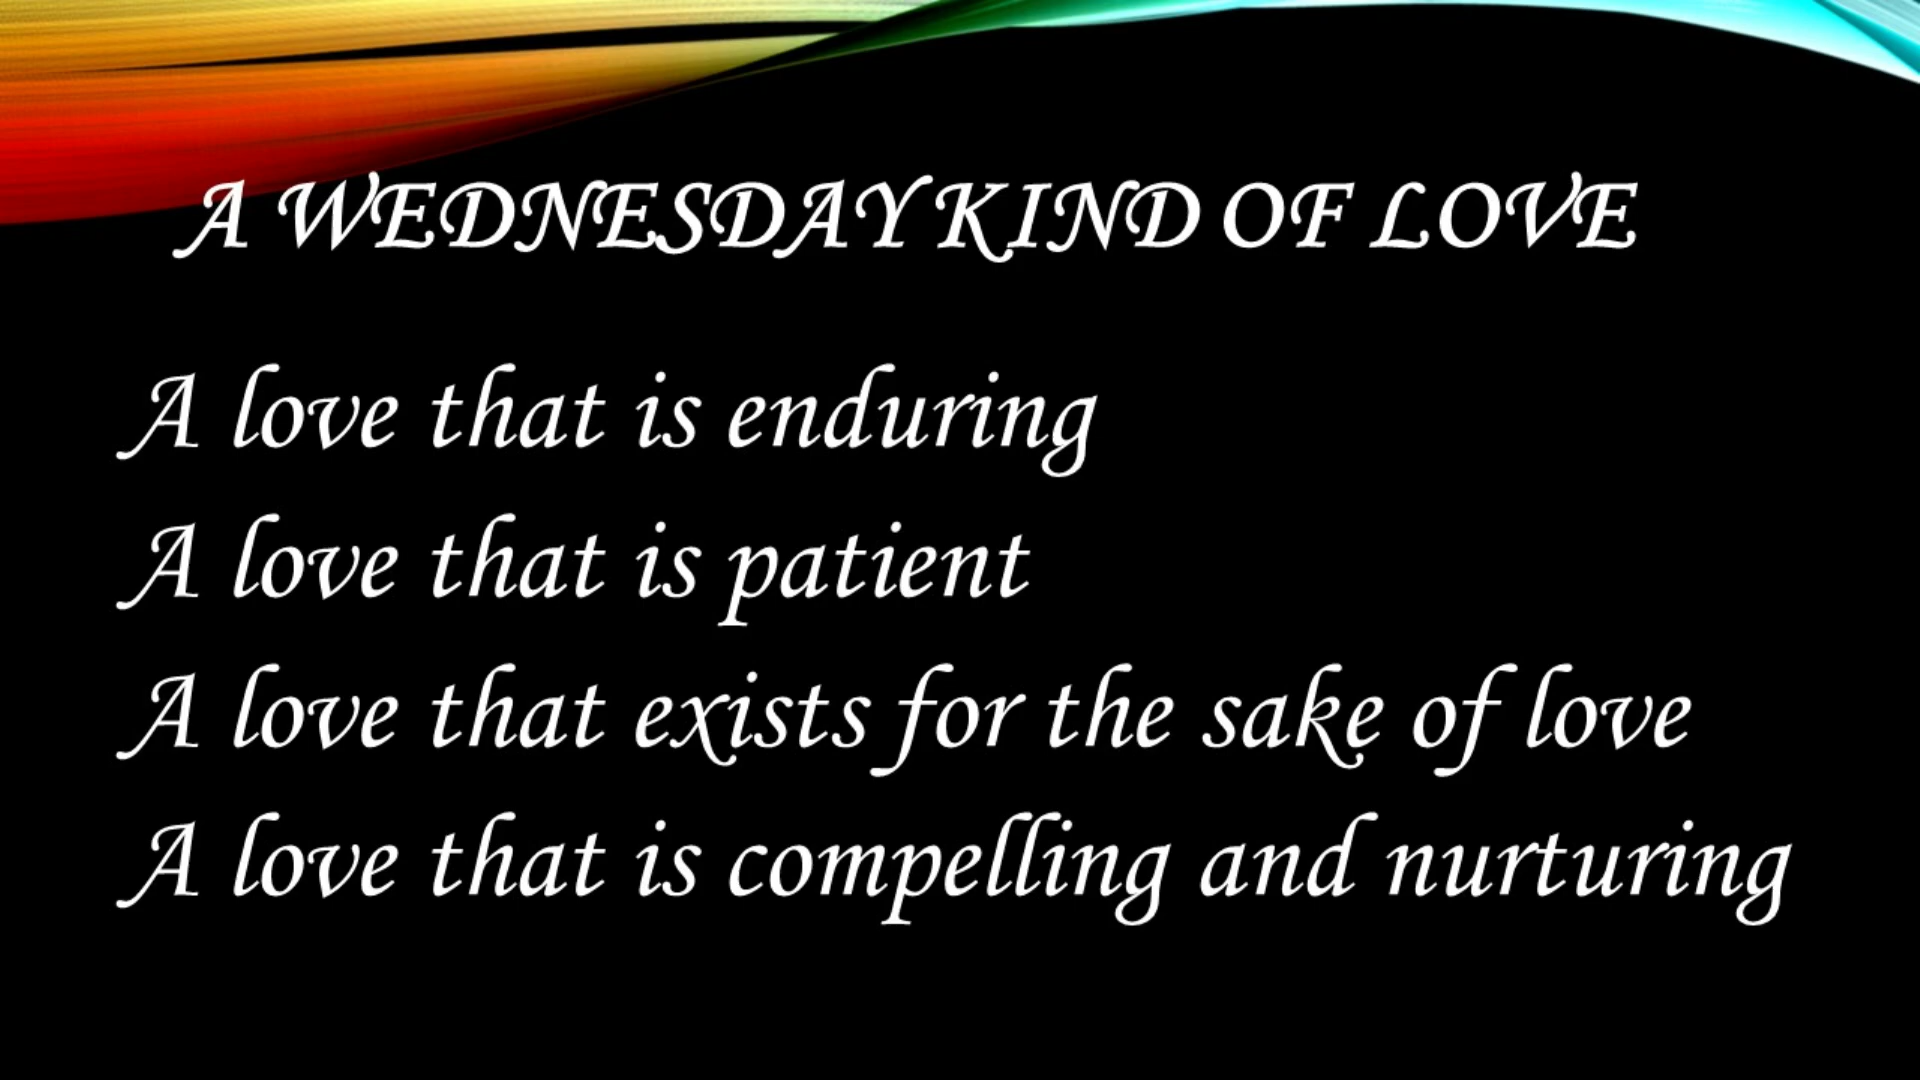 A WEDNESDAY KIND OF LOVE
A love that is enduring
A love that is patient
A love that exists for the sake of love
A love that is compelling and nurturing